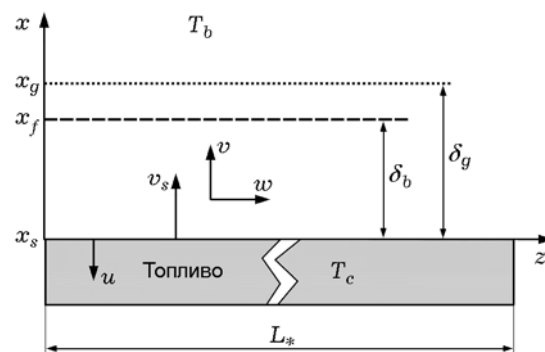 x
T_b
x_g
x_f
v
v_s
w
δ_b
δ_g
x_s
z
u
Топливо
T_c
L_*